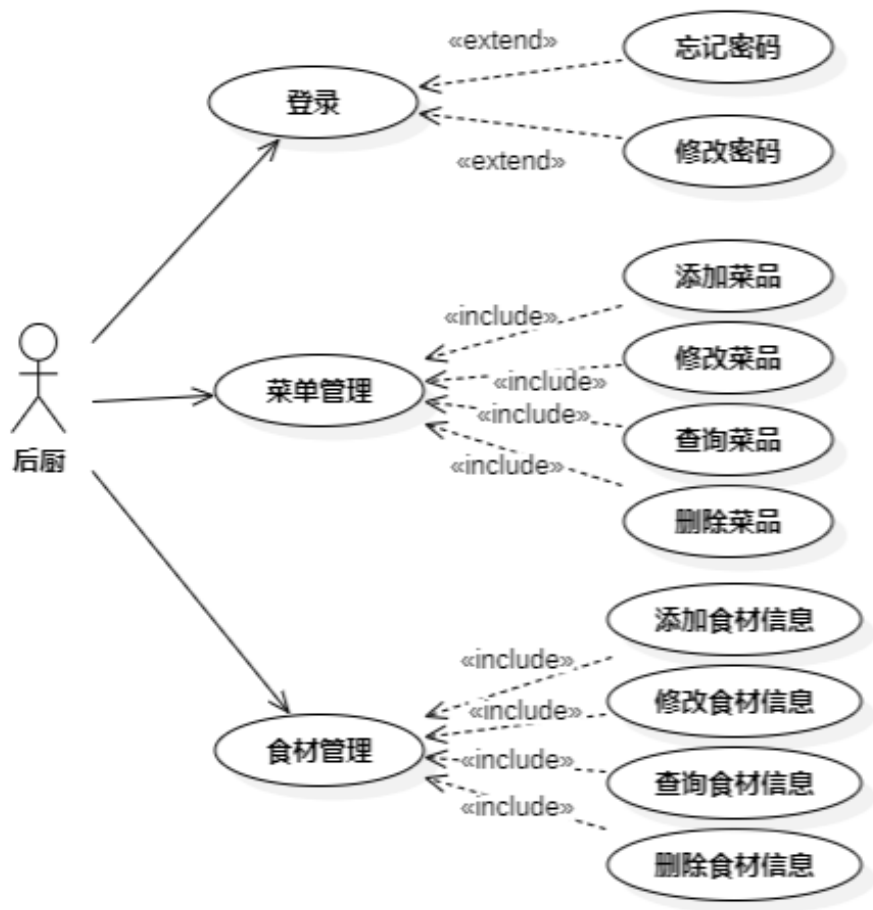 «extend»
忘记密码
登录
«extend»
修改密码
添加菜品
«include»
修改菜品
菜单管理
«include»
«include»
查询菜品
后厨
«include»
删除菜品
添加食材信息
«include»
修改食材信息
«include»
食材管理
«include»
查询食材信息
«include»
删除食材信息